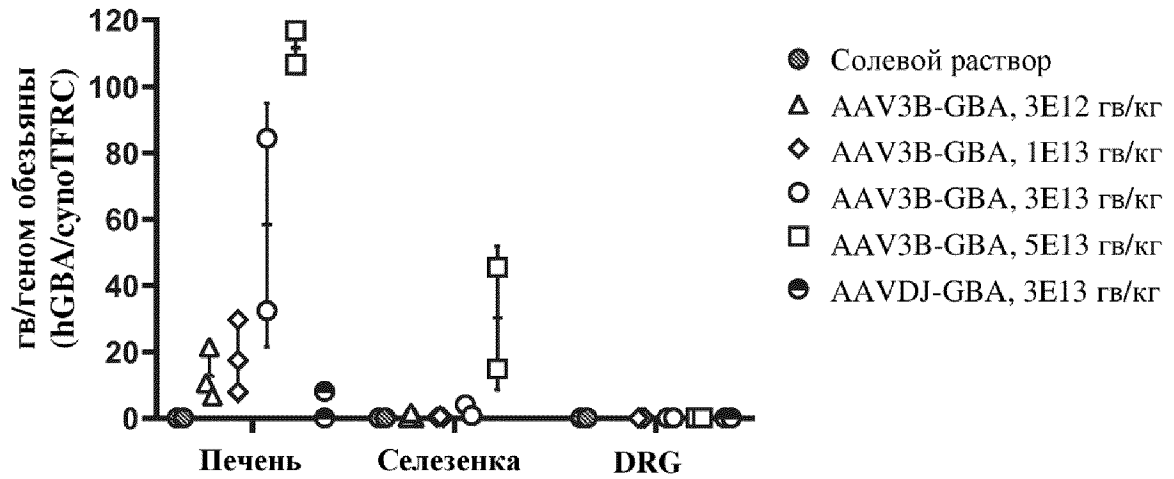 гв/геном обезьяны
(hGBA/cynoTFRC)
120
100
80
60
40
20
0
Печень
Селезенка
DRG
Солевой раствор
AAV3B-GBA, 3E12 гв/кг
AAV3B-GBA, 1E13 гв/кг
AAV3B-GBA, 3E13 гв/кг
AAV3B-GBA, 5E13 гв/кг
AAVDJ-GBA, 3E13 гв/кг